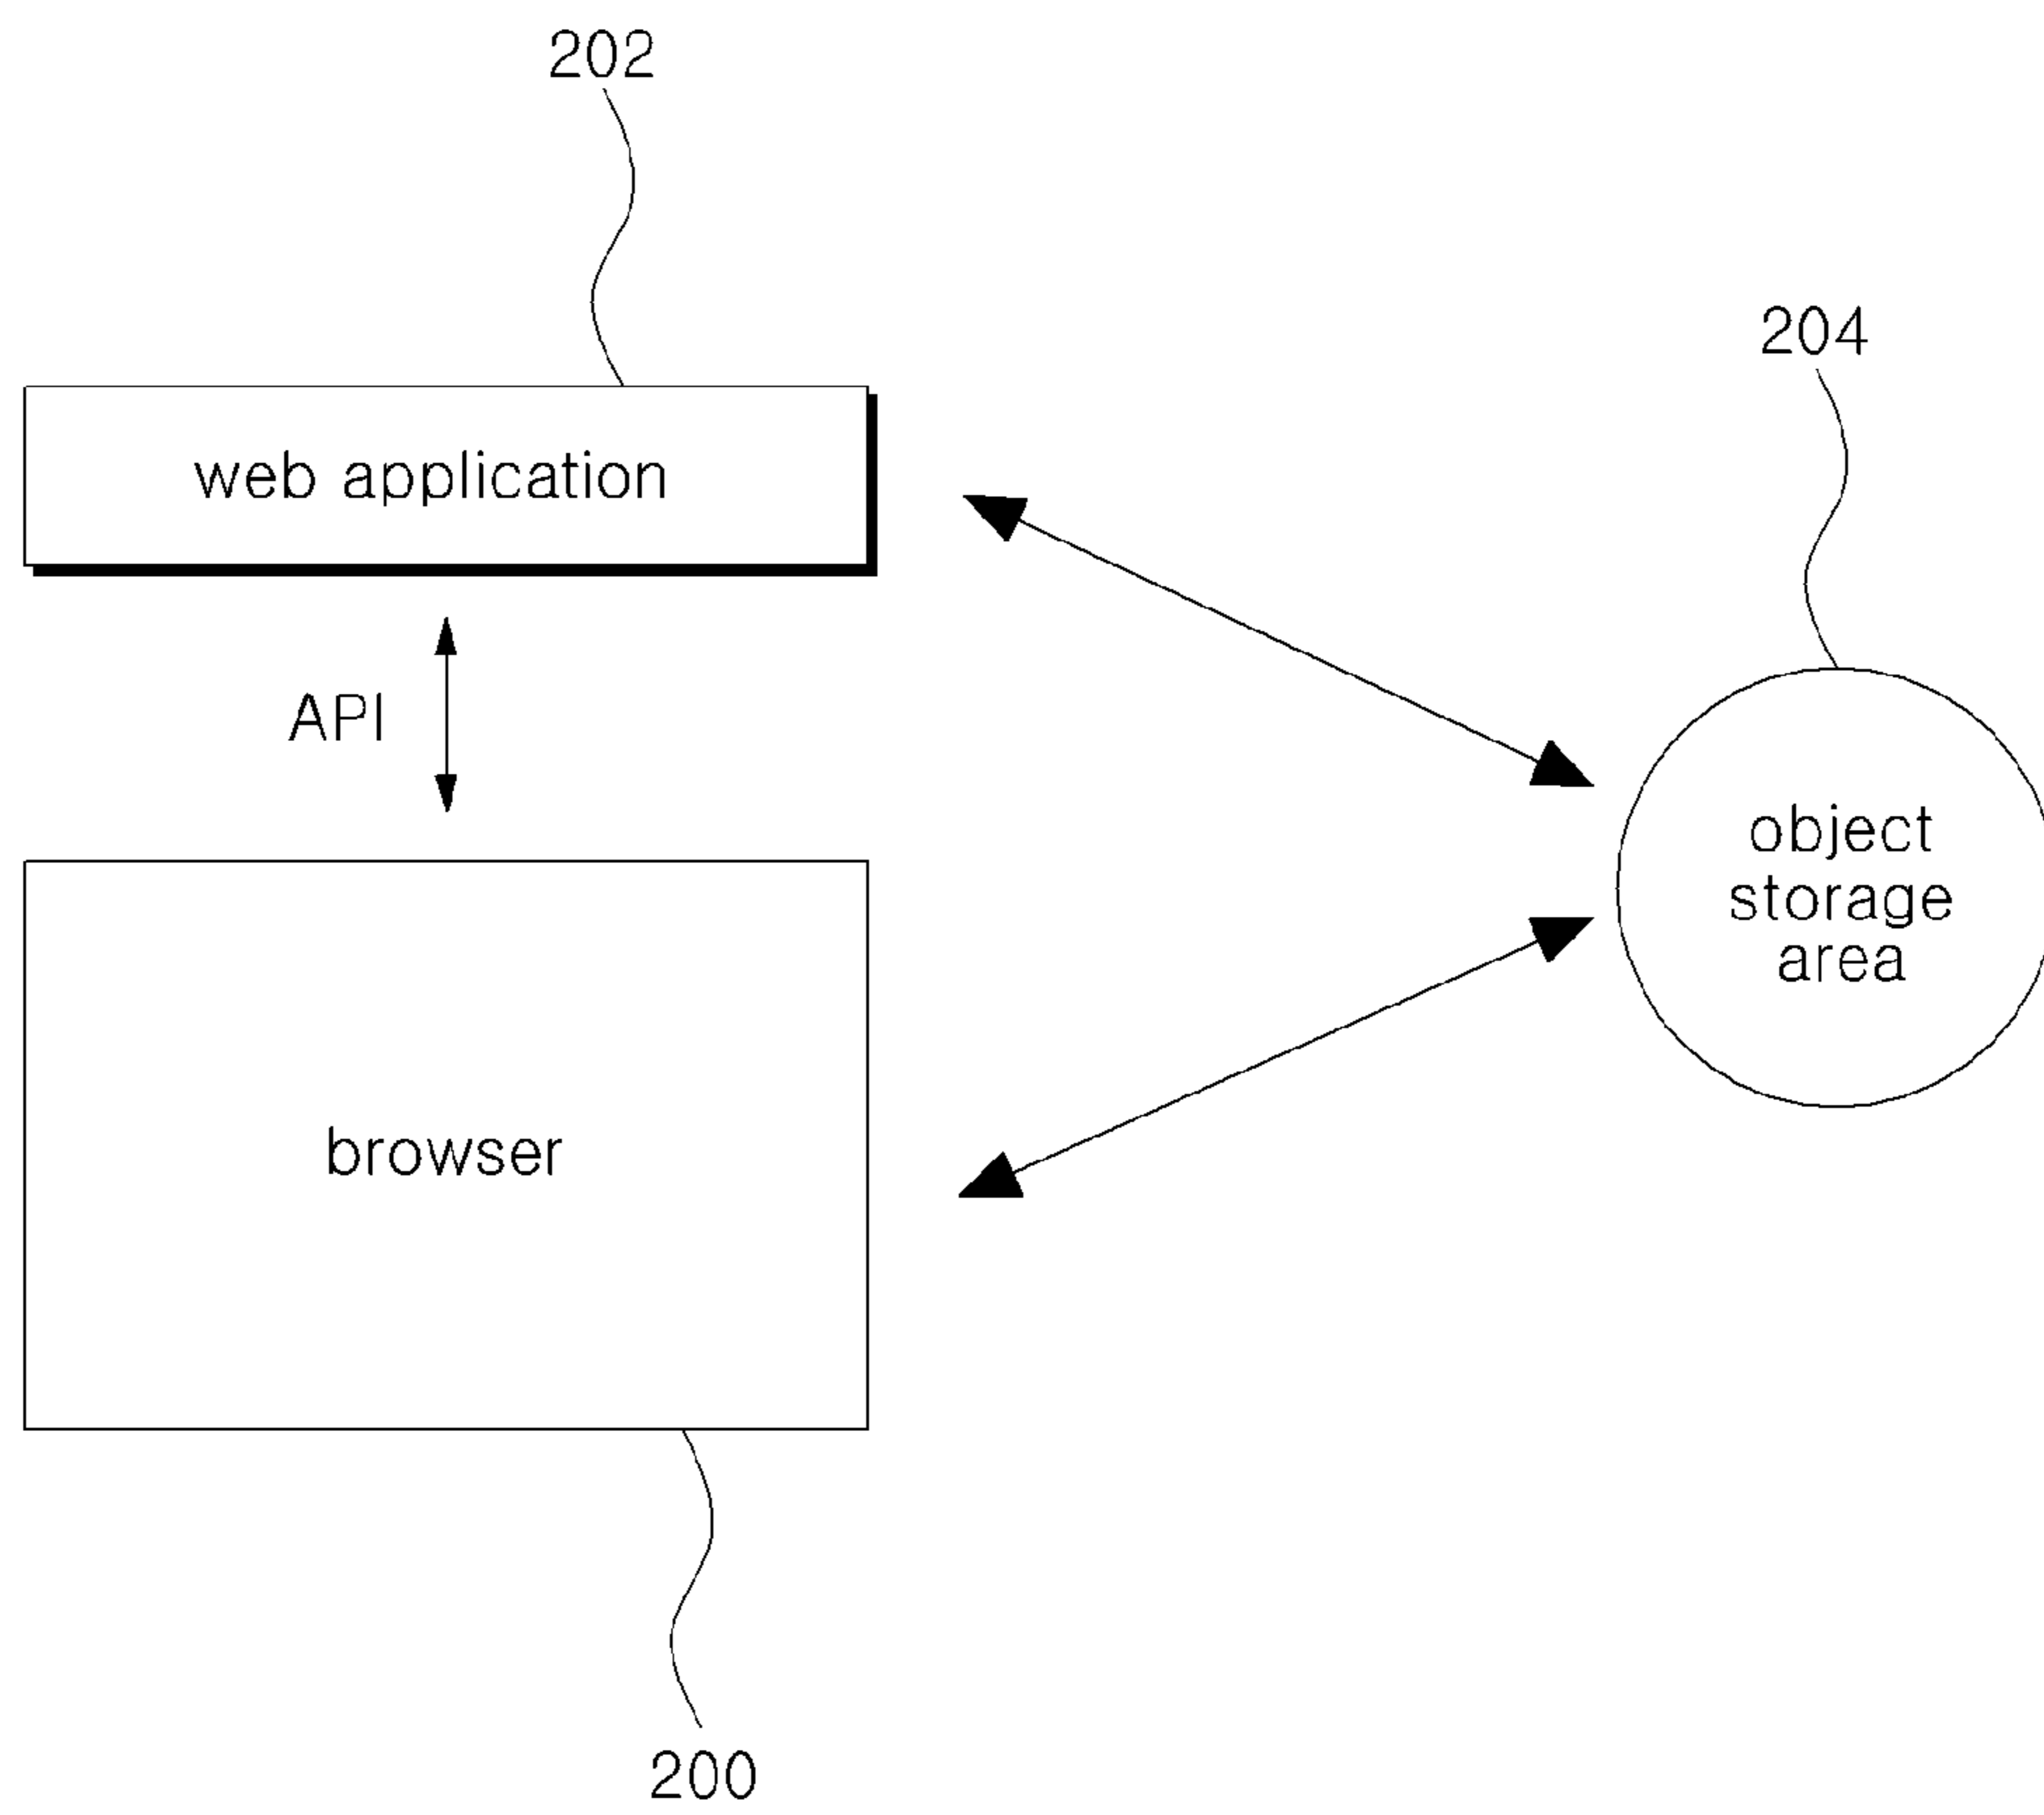 202
204
web application
API
object
storage
area
browser
200